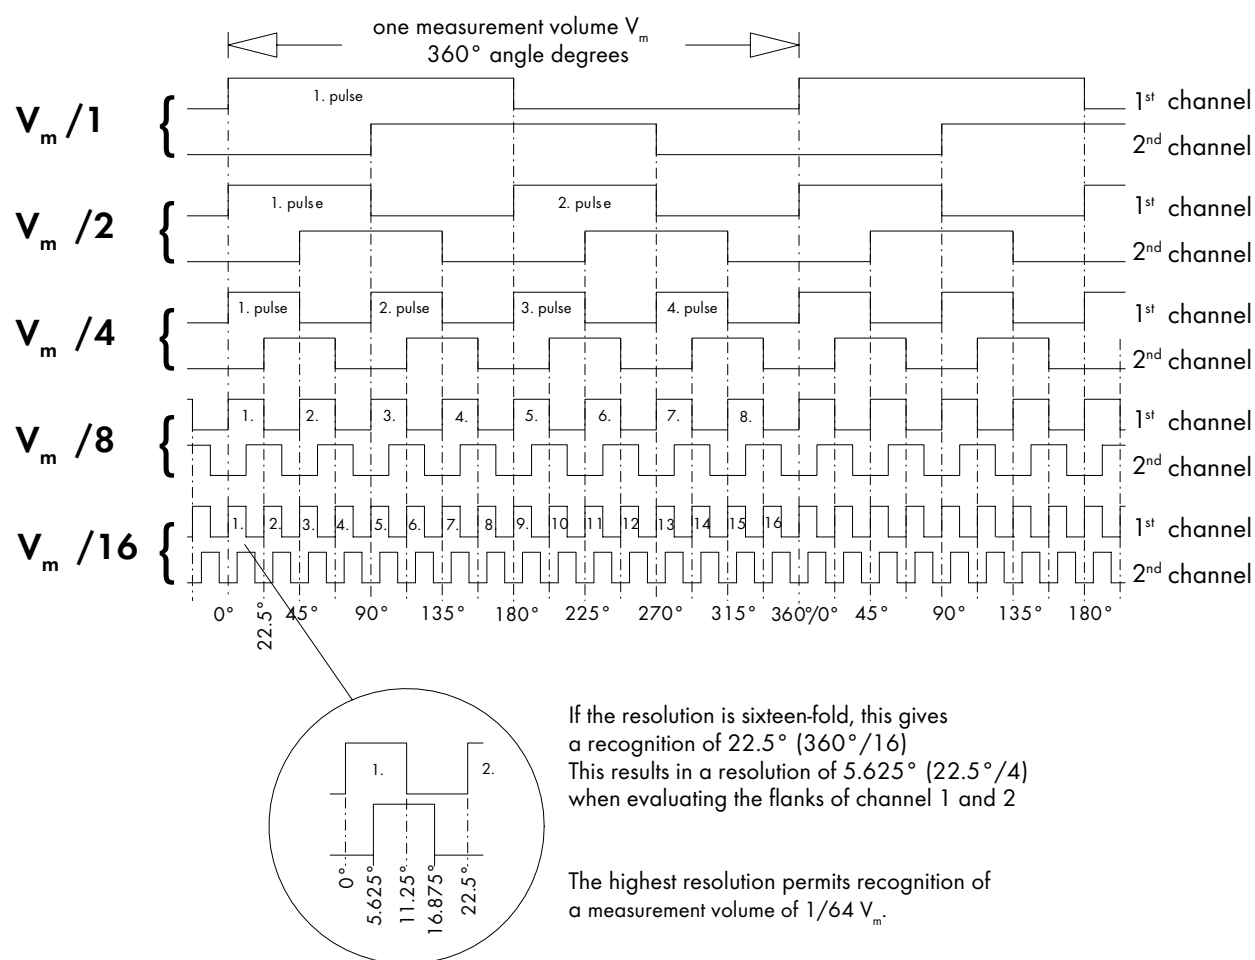 one measurement volume Vm
360° angle degrees
Vm /1
1. pulse
1st channel
2nd channel
Vm /2
1. pulse
2. pulse
1st channel
2nd channel
Vm /4
1. pulse
2. pulse
3. pulse
4. pulse
1st channel
2nd channel
Vm /8
1.
2.
3.
4.
5.
6.
7.
8.
1st channel
2nd channel
Vm /16
1.
2.
3.
4.
5.
6.
7.
8.
9.
10
11
12
13
14
15
16
1st channel
2nd channel
0°
22.5°
45°
90°
135°
180°
225°
270°
315°
360°/0°
45°
90°
135°
180°
1.
2.
0°
5.625°
11.25°
16.875°
22.5°
If the resolution is sixteen-fold, this gives
a recognition of 22.5° (360°/16)
This results in a resolution of 5.625° (22.5°/4)
when evaluating the flanks of channel 1 and 2
The highest resolution permits recognition of
a measurement volume of 1/64 Vm.